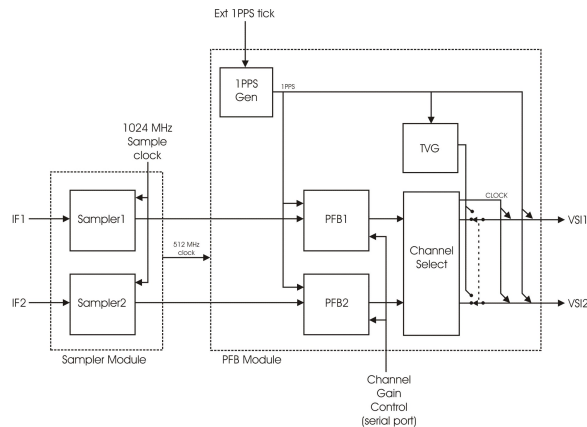 Ext 1PPS tick
1PPS
Gen
1PPS
1024 MHz
Sample
clock
TVG
CLOCK
IF1
Sampler1
PFB1
VSI1
512 MHz
clock
Channel
Select
IF2
Sampler2
PFB2
VSI2
Sampler Module
PFB Module
Channel
Gain
Control
(serial port)